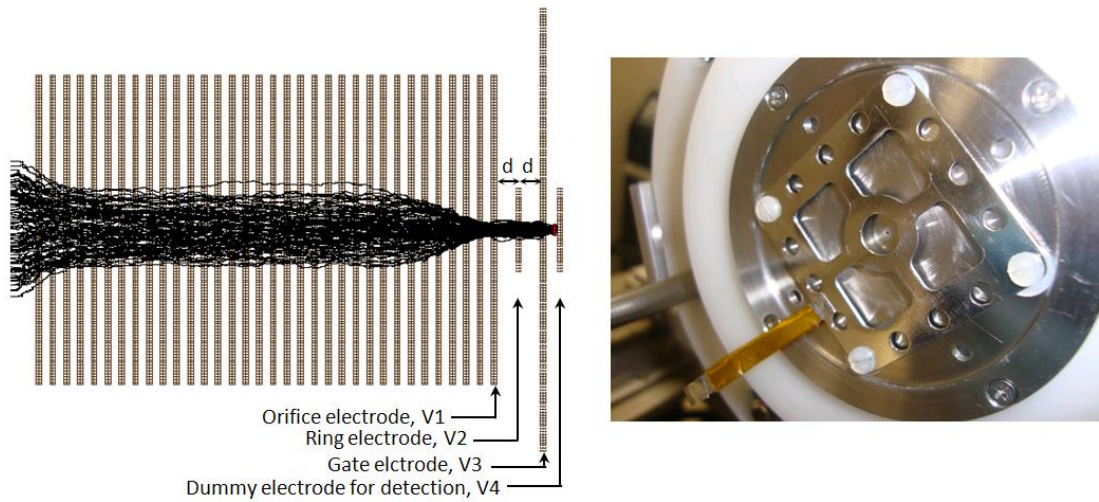 d d
Orifice electrode, V1
Ring electrode, V2
Gate elctrode, V3
Dummy electrode for detection, V4